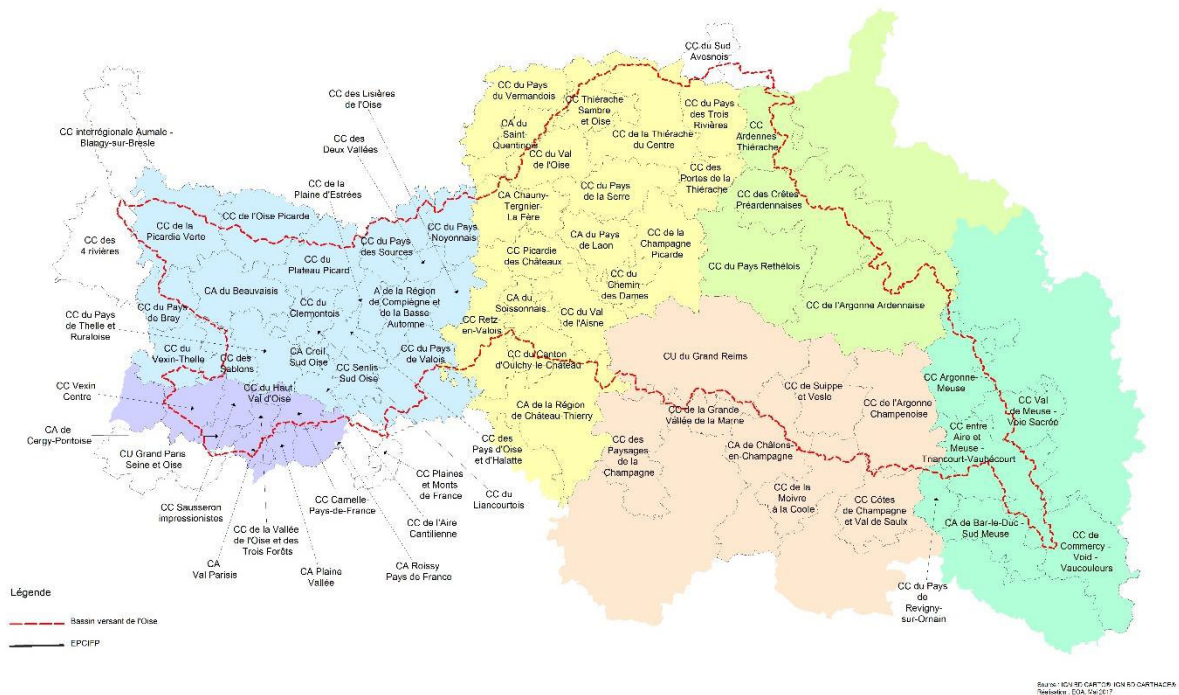 CC du Sud
Avesnois
CC des Lisières
de l'Oise
CC du Pays
du Vermandois
CC Thiérache
Sambre
et Oise
CC du Pays
des Trois
Rivières
CC interrégionale Aumale -
Blangy-sur-Bresle
CC des
Deux Vallées
CA du
Saint-
Quentinois
CC de la Thiérache
du Centre
CC
Ardennes
Thiérache
CC du Val
de l'Oise
CC de la
Plaine d'Estrées
CC des
Portes de la
Thiérache
CC du Pays
de la Serre
CC des Crêtes
Préardennaises
CA Chauny-
Tergnier-
La Fère
CC de l'Oise Picarde
CC de la
Picardie Verte
CC du Pays
Noyonnais
CC des
4 rivières
CC du Pays
des Sources
CA du Pays
de Laon
CC de la
Champagne
Picarde
CC Picardie
des Châteaux
CC du
Plateau Picard
CC du Pays Rethélois
CC du
Chemin
des Dames
CA du Beauvaisis
A de la Région
de Compiègne et
de la Basse
Automne
CA du
Soissonnais
CC de l'Argonne Ardennaise
CC du
Clermontois
CC du Pays
de Bray
CC du Val
de l'Aisne
CC Retz
en-Valois
CC du Pays
de Thelle et
Ruraloise
CC du
Vexin-Thelle
CA Creil
Sud Oise
CC du Pays
de Valois
CC du Canton
d'Oulchy le Château
CU du Grand Reims
CC des
Sablons
CC Senlis
Sud Oise
CC Argonne-
Meuse
CC Vexin
Centre
CC du Haut
Val d'Oise
CC de Suippe
et Vesle
CC de l'Argonne
Champenoise
CC Val
de Meuse -
Voie Sacrée
CA de la Région
de Château-Thierry
CC de la Grande
Vallée de la Marne
CA de
Cergy-Pontoise
CC entre
Aire et
Meuse -
Triaucourt-Vaubécourt
CC des
Pays d'Oise
et d'Halatte
CC des
Paysages
de la
Champagne
CA de Châlons-
en-Champagne
CU Grand Paris
Seine et Oise
CC Plaines
et Monts
de France
CC du
Liancourtois
CC de la
Moivre
à la Coole
CC Côtes
de Champagne
et Val de Saulx
CC Sausseron
impressionistes
CC Carnelle
Pays-de-France
CC de l'Aire
Cantilienne
CA de Bar-le-Duc -
Sud Meuse
CC de la Vallée
de l'Oise et des
Trois Forêts
CC de
Commercy -
Void -
Vaucouleurs
CA
Val Parisis
CA Plaine
Vallée
CA Roissy
Pays de France
CC du Pays
de
Revigny-
sur-Ornain
Légende
Bassin versant de l'Oise
EPCIFP
Source : IGN BD CARTO®, IGN BD CARTHAGE®